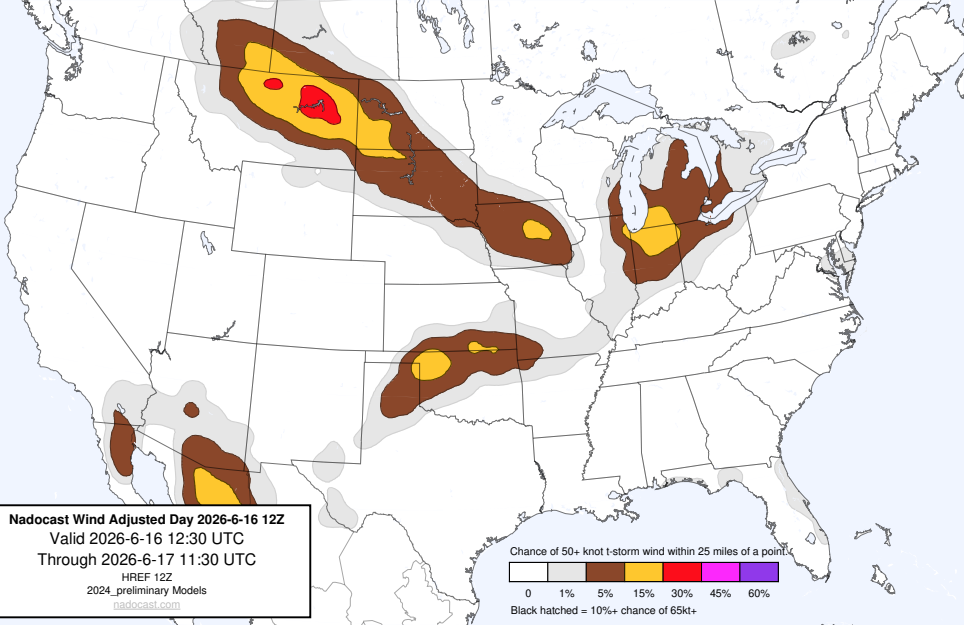 Nadocast Wind Adjusted Day 2026-6-16 12Z
Valid 2026-6-16 12:30 UTC
Through 2026-6-17 11:30 UTC
HREF 12Z
2024_preliminary Models
nadocast.com
Chance of 50+ knot t-storm wind within 25 miles of a point.
0 1% 5% 15% 30% 45% 60%
Black hatched = 10%+ chance of 65kt+